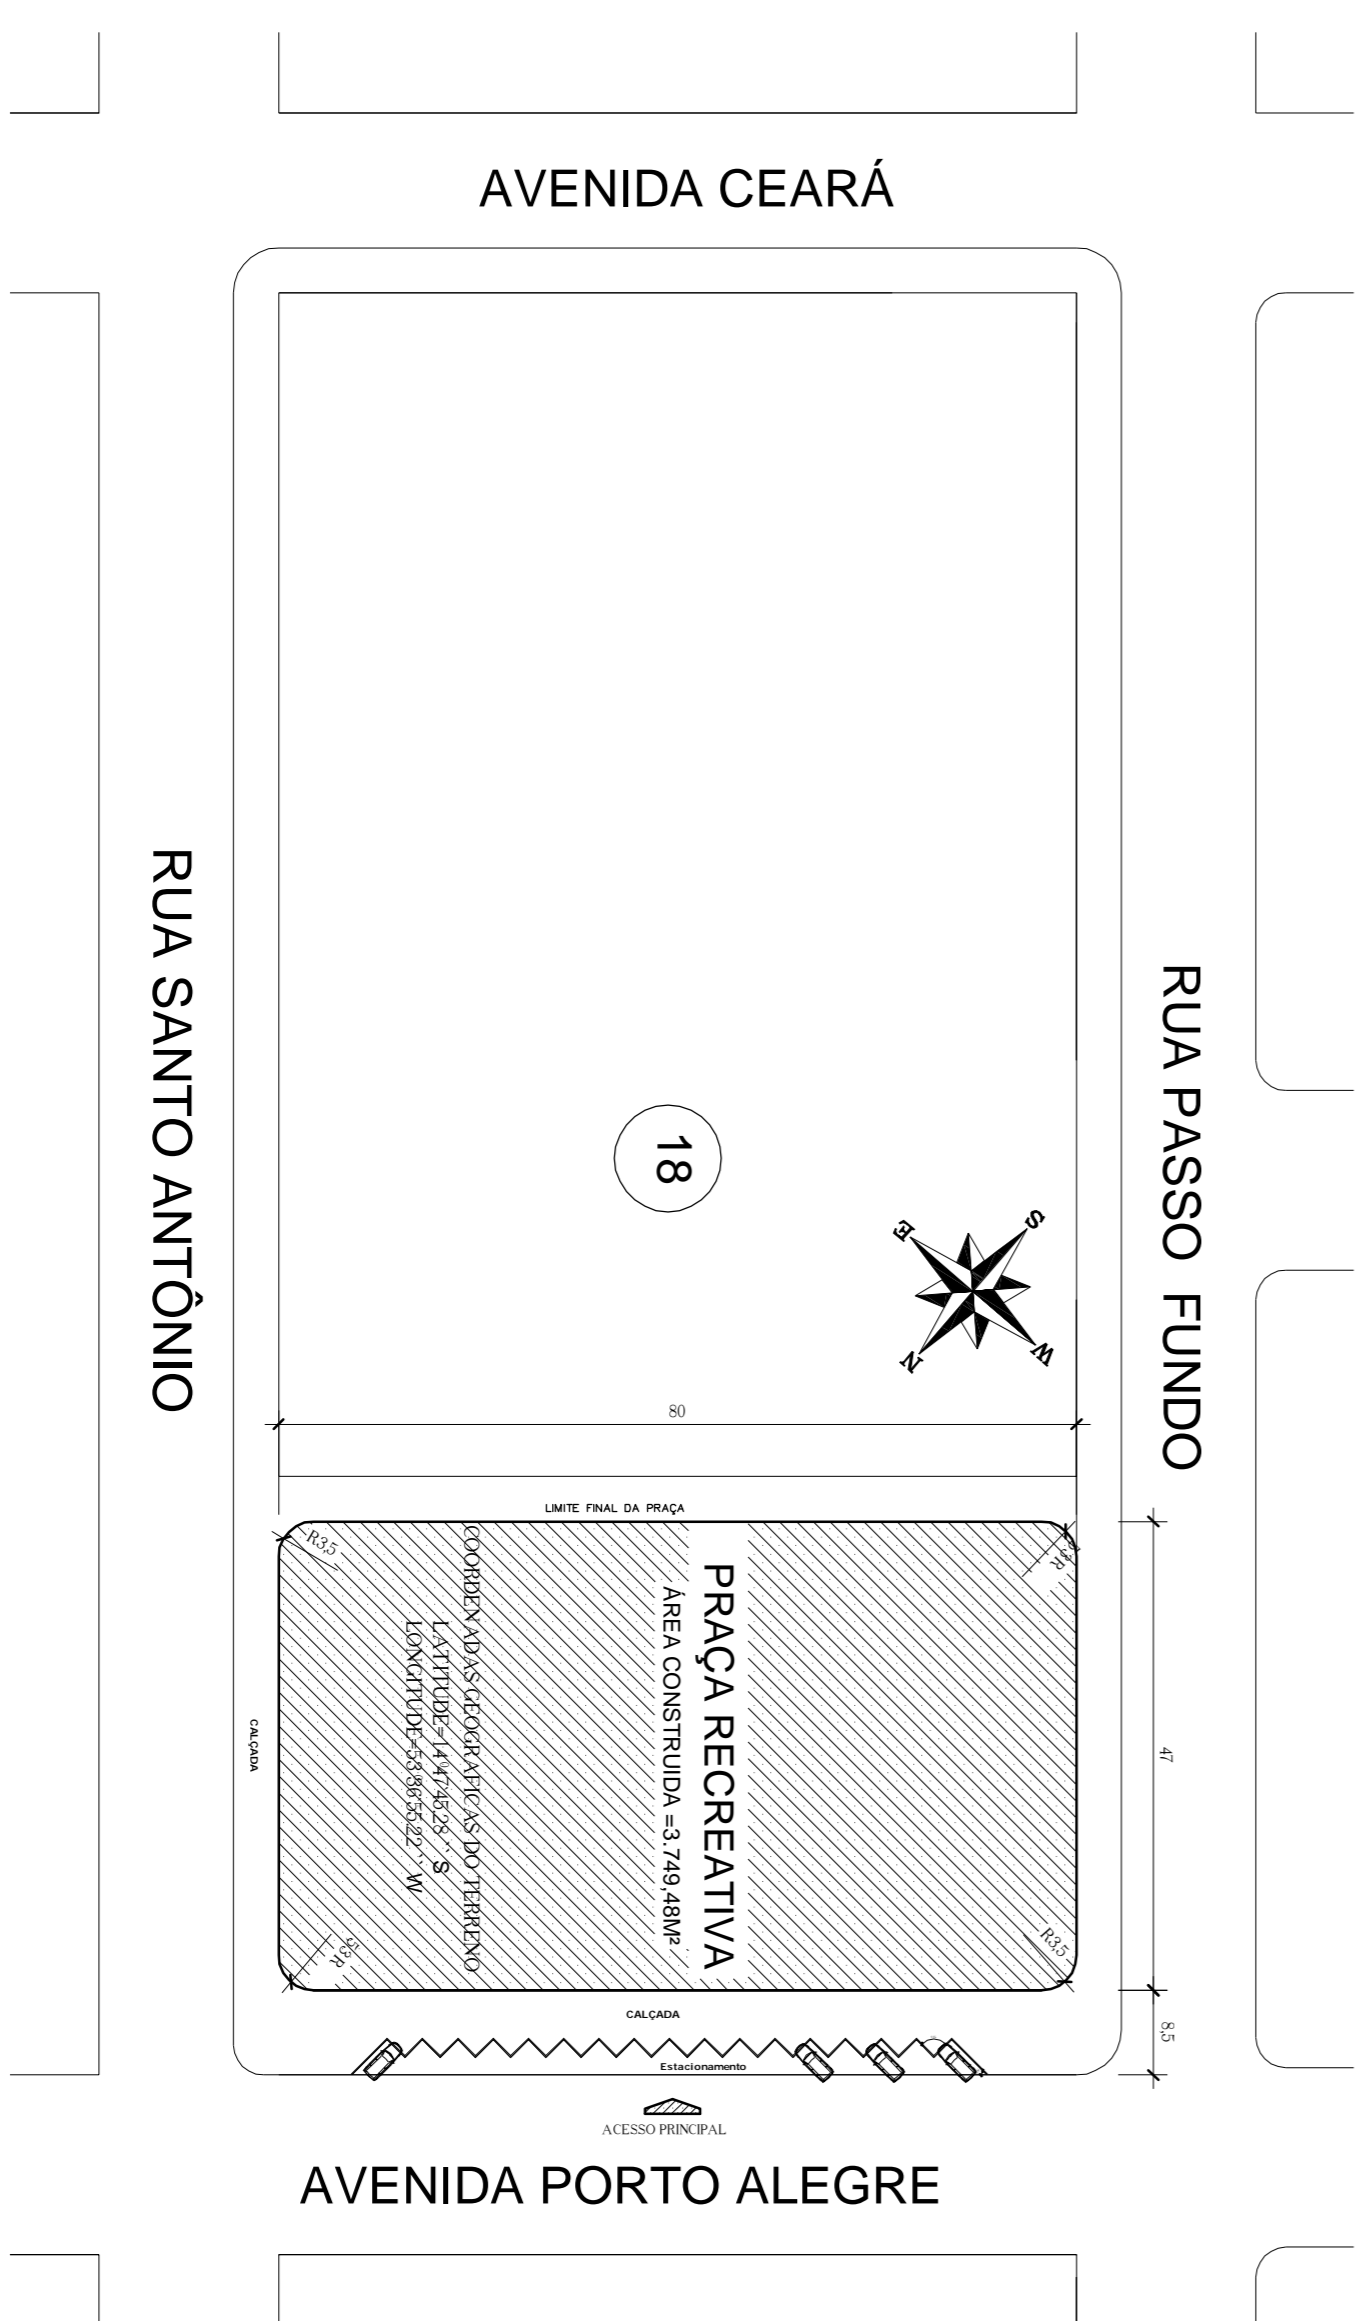 AVENIDA CEARÁ
RUA SANTO ANTÔNIO
RUA PASSO FUNDO
18
S
E
W
N
80
LIMITE FINAL DA PRAÇA
R3,5
R3,5
PRAÇA RECREATIVA
ÁREA CONSTRUIDA =3.749,48M²
COORDENADAS GEOGRAFICAS DO TERRENO
LATITUDE=14°47'45.28 '' S
LONGITUDE=53°36'55.22 '' W
47
CALÇADA
R3,5
R3,5
CALÇADA
8,5
Estacionamento
ACESSO PRINCIPAL
AVENIDA PORTO ALEGRE